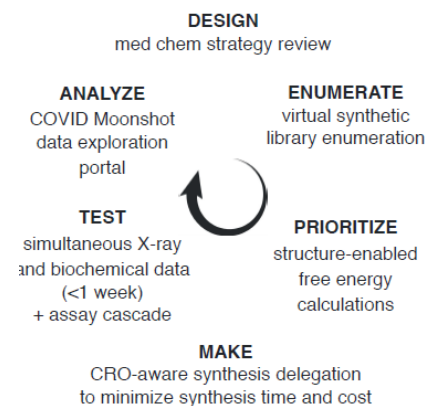 DESIGN
med chem strategy review
ENUMERATE
virtual synthetic
library enumeration
PRIORITIZE
structure-enabled
free energy
calculations
MAKE
CRO-aware synthesis delegation
to minimize synthesis time and cost
TEST
simultaneous X-ray
and biochemical data
(<1 week)
+ assay cascade
ANALYZE
COVID Moonshot
data exploration
portal